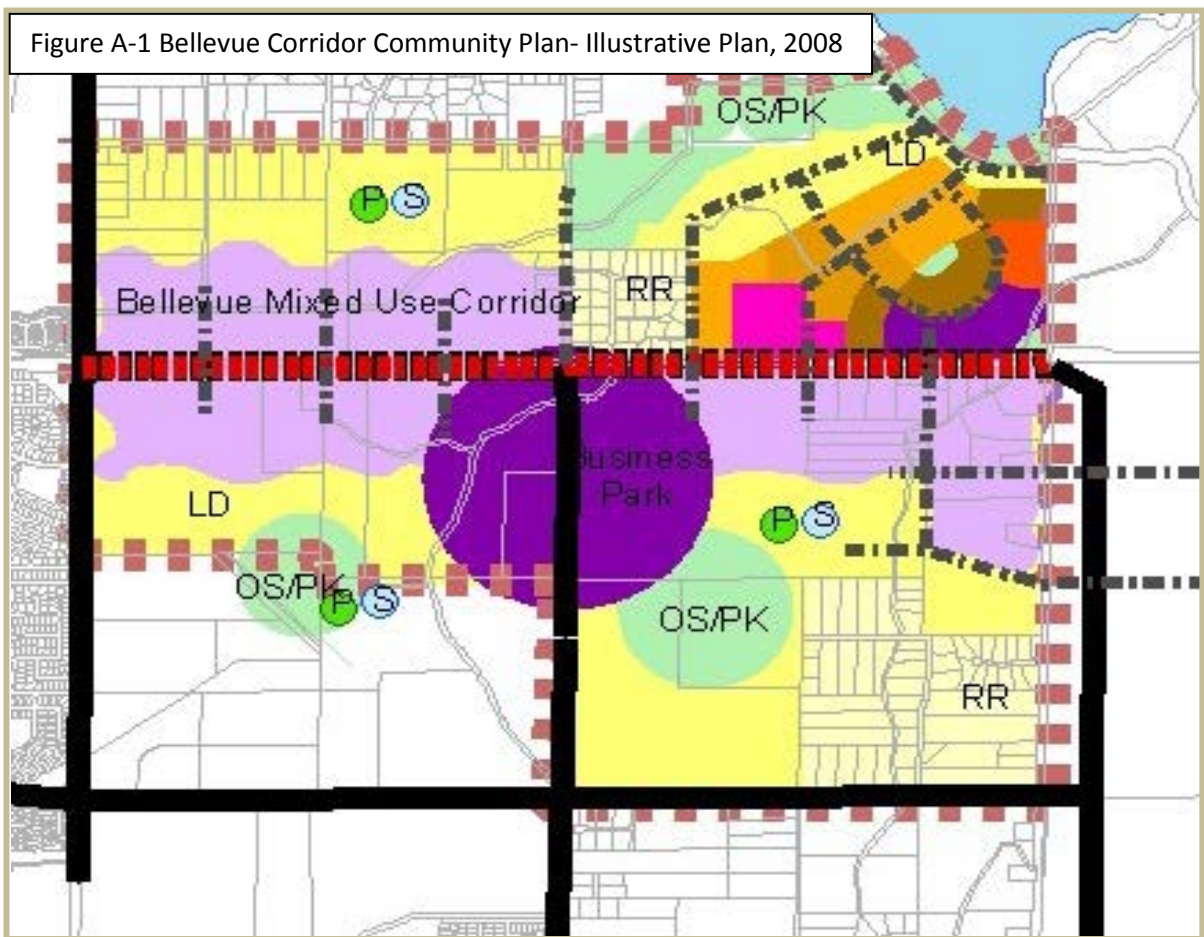 Figure A-1 Bellevue Corridor Community Plan- Illustrative Plan, 2008
OS/PK
LD
P S
RR
Bellevue Mixed Use Corridor
Business
Park
LD
P S
OS/PK
P S
OS/PK
RR